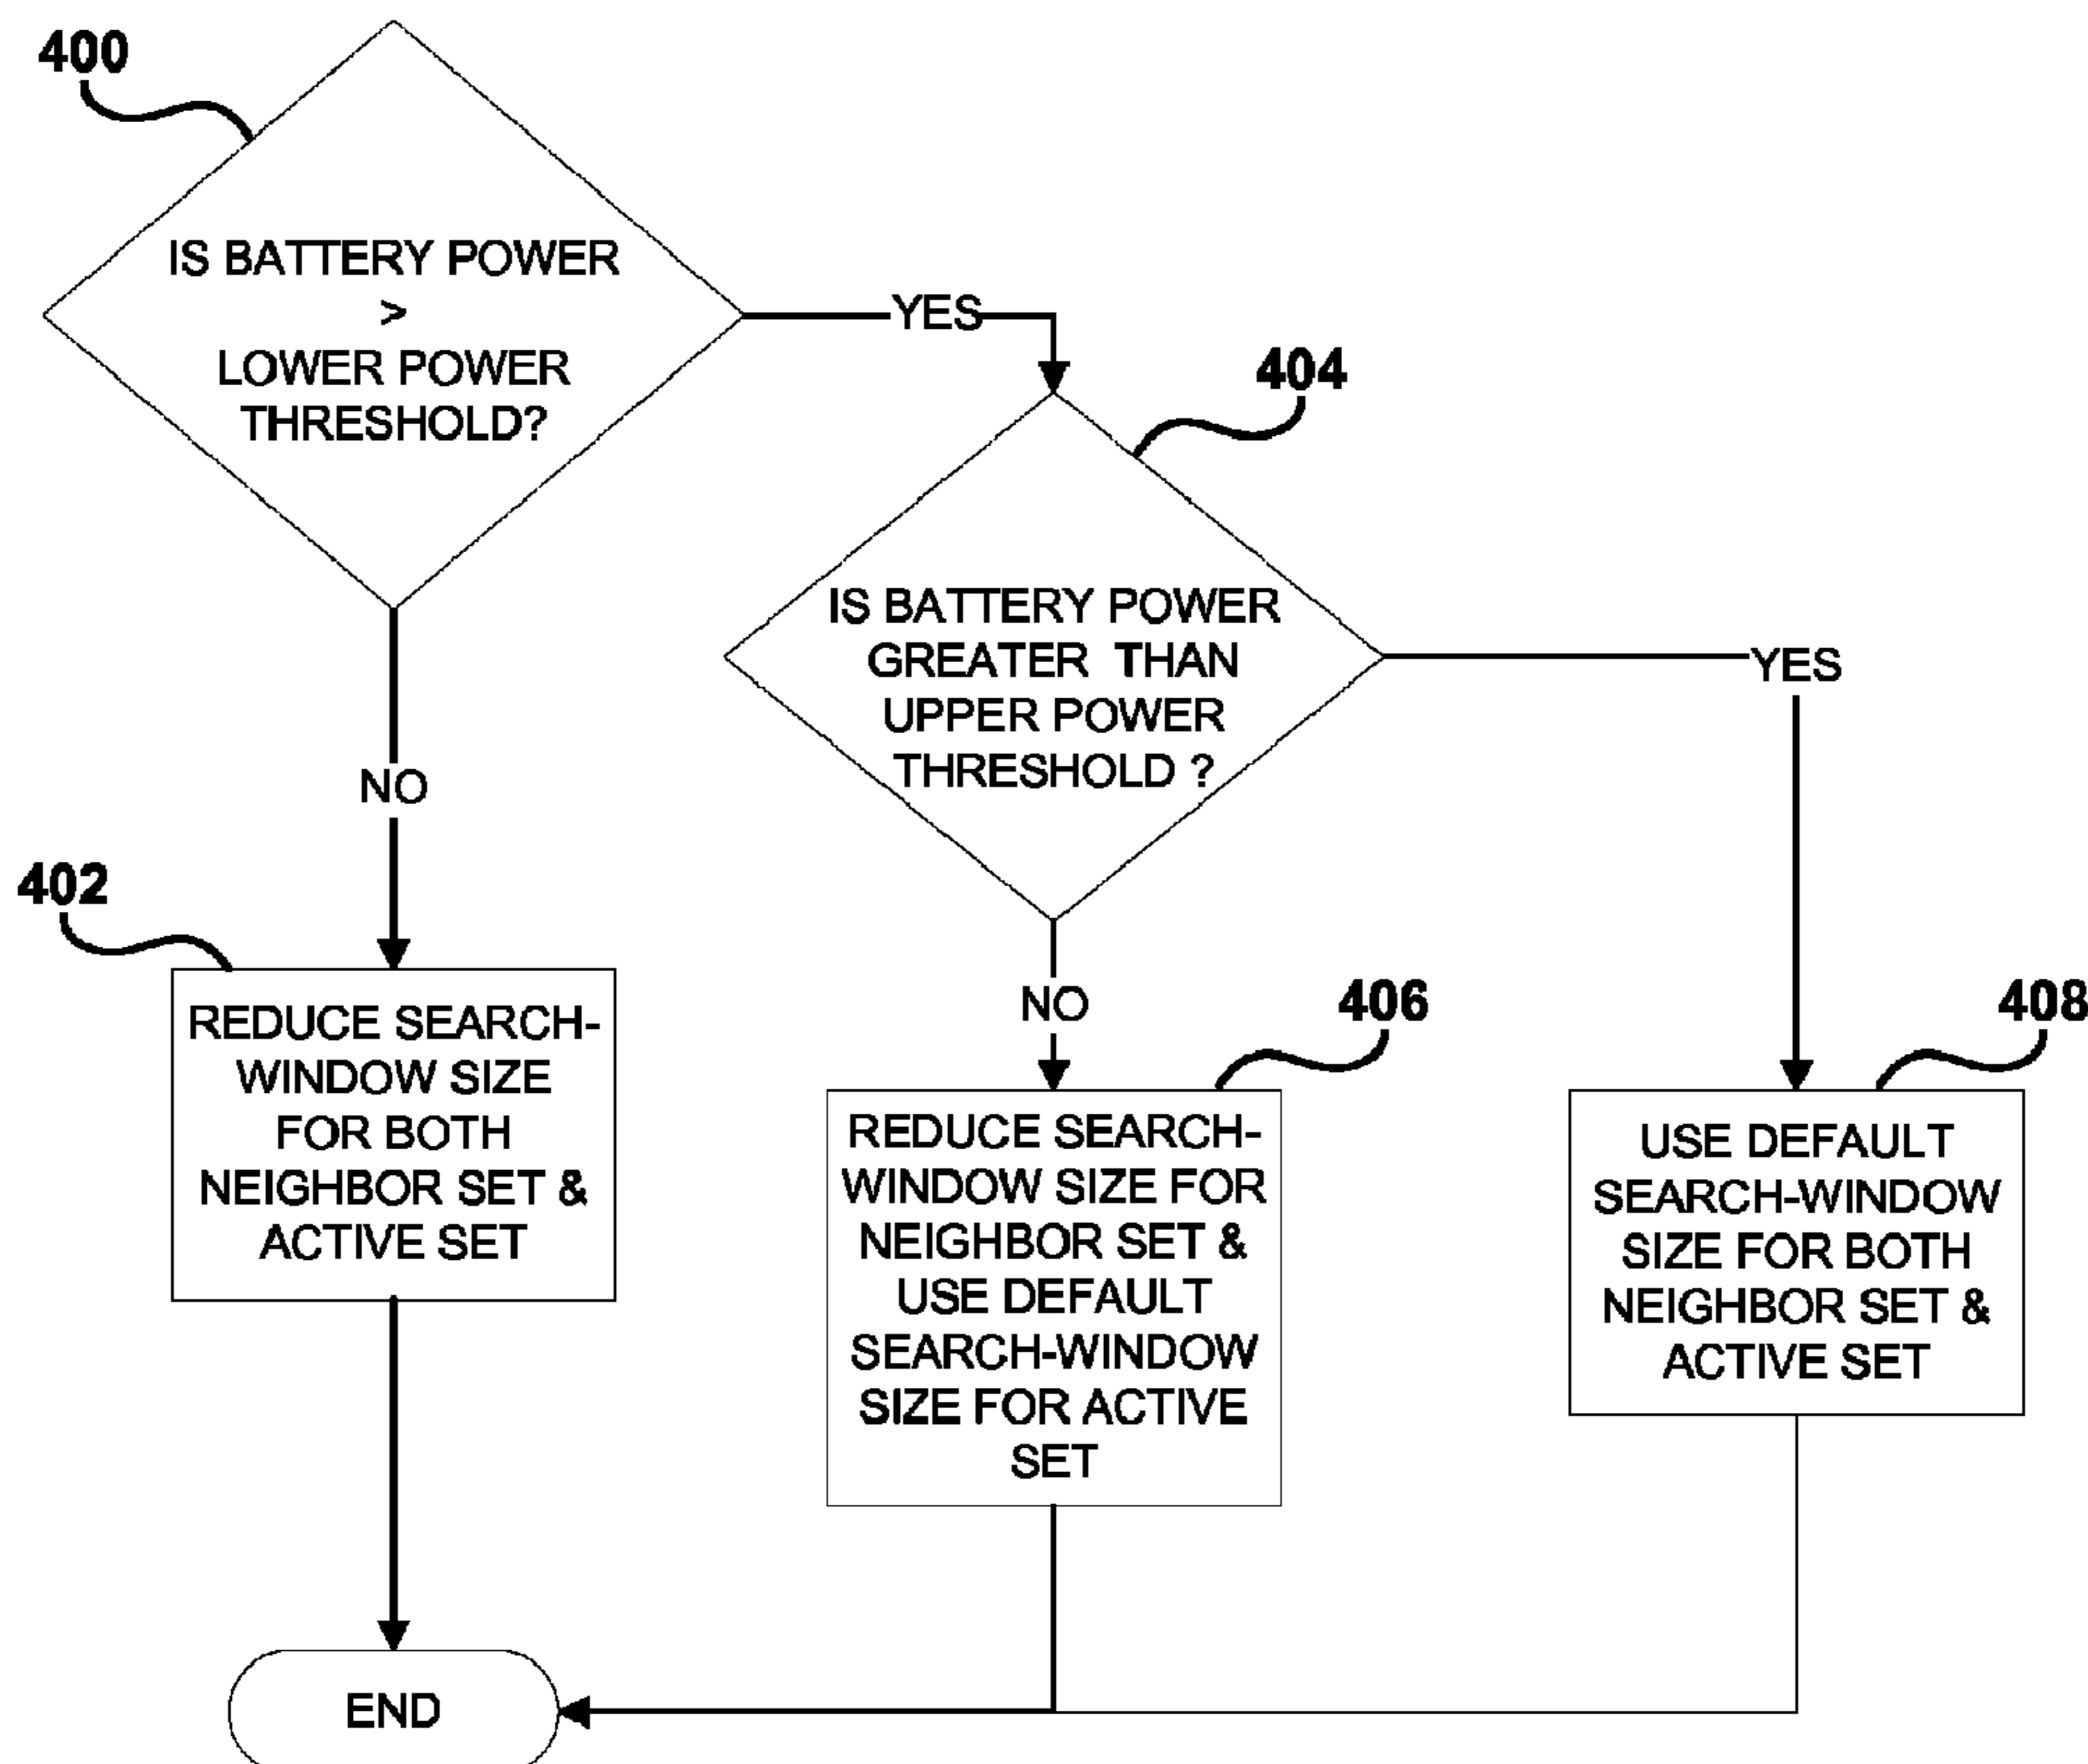 400
IS BATTERY POWER
>
LOWER POWER
THRESHOLD?
YES
404
IS BATTERY POWER
GREATER THAN
UPPER POWER
THRESHOLD ?
YES
NO
402
REDUCE SEARCH-
WINDOW SIZE
FOR BOTH
NEIGHBOR SET &
ACTIVE SET
NO
406
REDUCE SEARCH-
WINDOW SIZE FOR
NEIGHBOR SET &
USE DEFAULT
SEARCH-WINDOW
SIZE FOR ACTIVE
SET
408
USE DEFAULT
SEARCH-WINDOW
SIZE FOR BOTH
NEIGHBOR SET &
ACTIVE SET
END